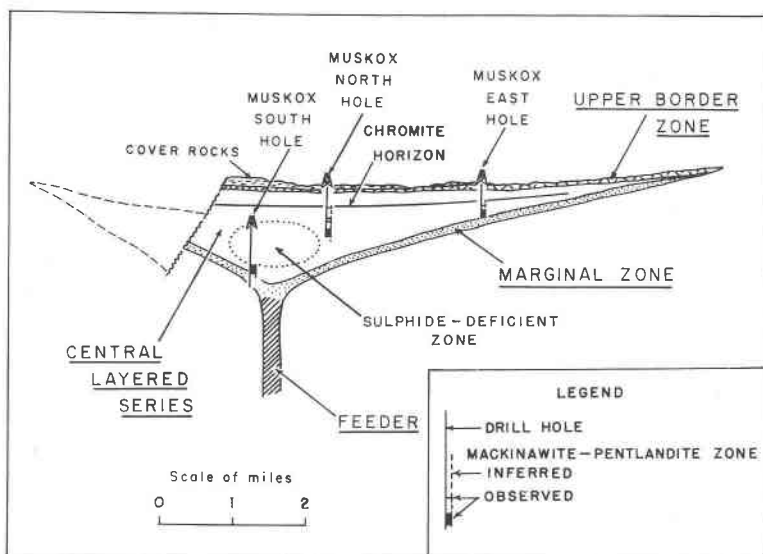 MUSKOX
NORTH
HOLE
MUSKOX
SOUTH
HOLE
MUSKOX
EAST
HOLE
UPPER BORDER
ZONE
COVER ROCKS
CHROMITE
HORIZON
MARGINAL ZONE
SULPHIDE-DEFICIENT
ZONE
CENTRAL
LAYERED
SERIES
FEEDER
Scale of miles
0 1 2
LEGEND
DRILL HOLE
MACKINAWITE-PENTLANDITE ZONE
INFERRED
OBSERVED